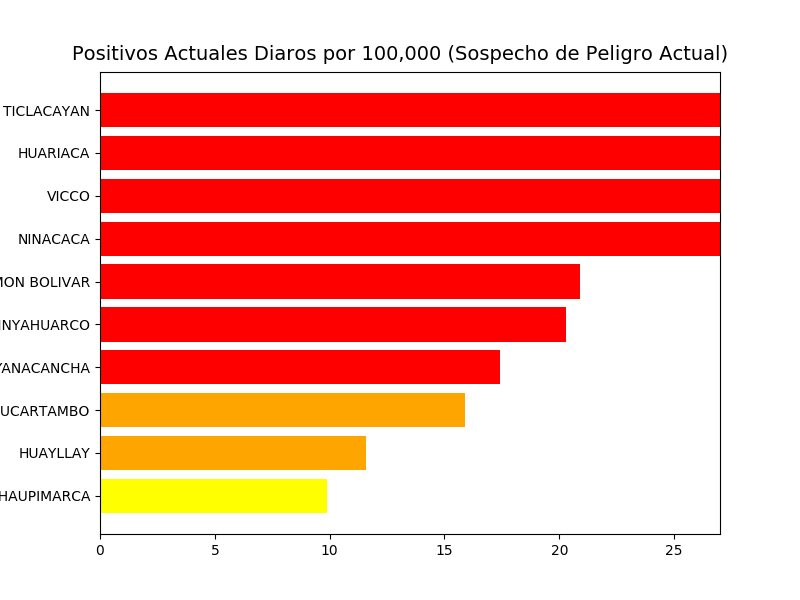 Positivos Actuales Diaros por 100,000 (Sospecho de Peligro Actual)
TICLACAYAN
HUARIACA
VICCO
NINACACA
MON BOLIVAR
INYAHUARCO
YANACANCHA
UCARTAMBO
HUAYLLAY
HAUPIMARCA
0 5 10 15 20 25